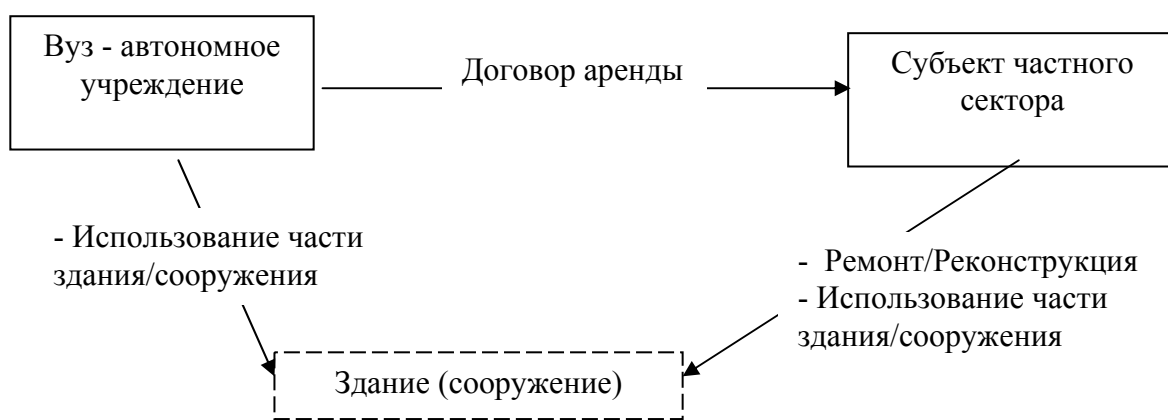 Вуз - автономное
учреждение
Договор аренды
Субъект частного
сектора
- Использование части
здания/сооружения
- Ремонт/Реконструкция
- Использование части
здания/сооружения
Здание (сооружение)